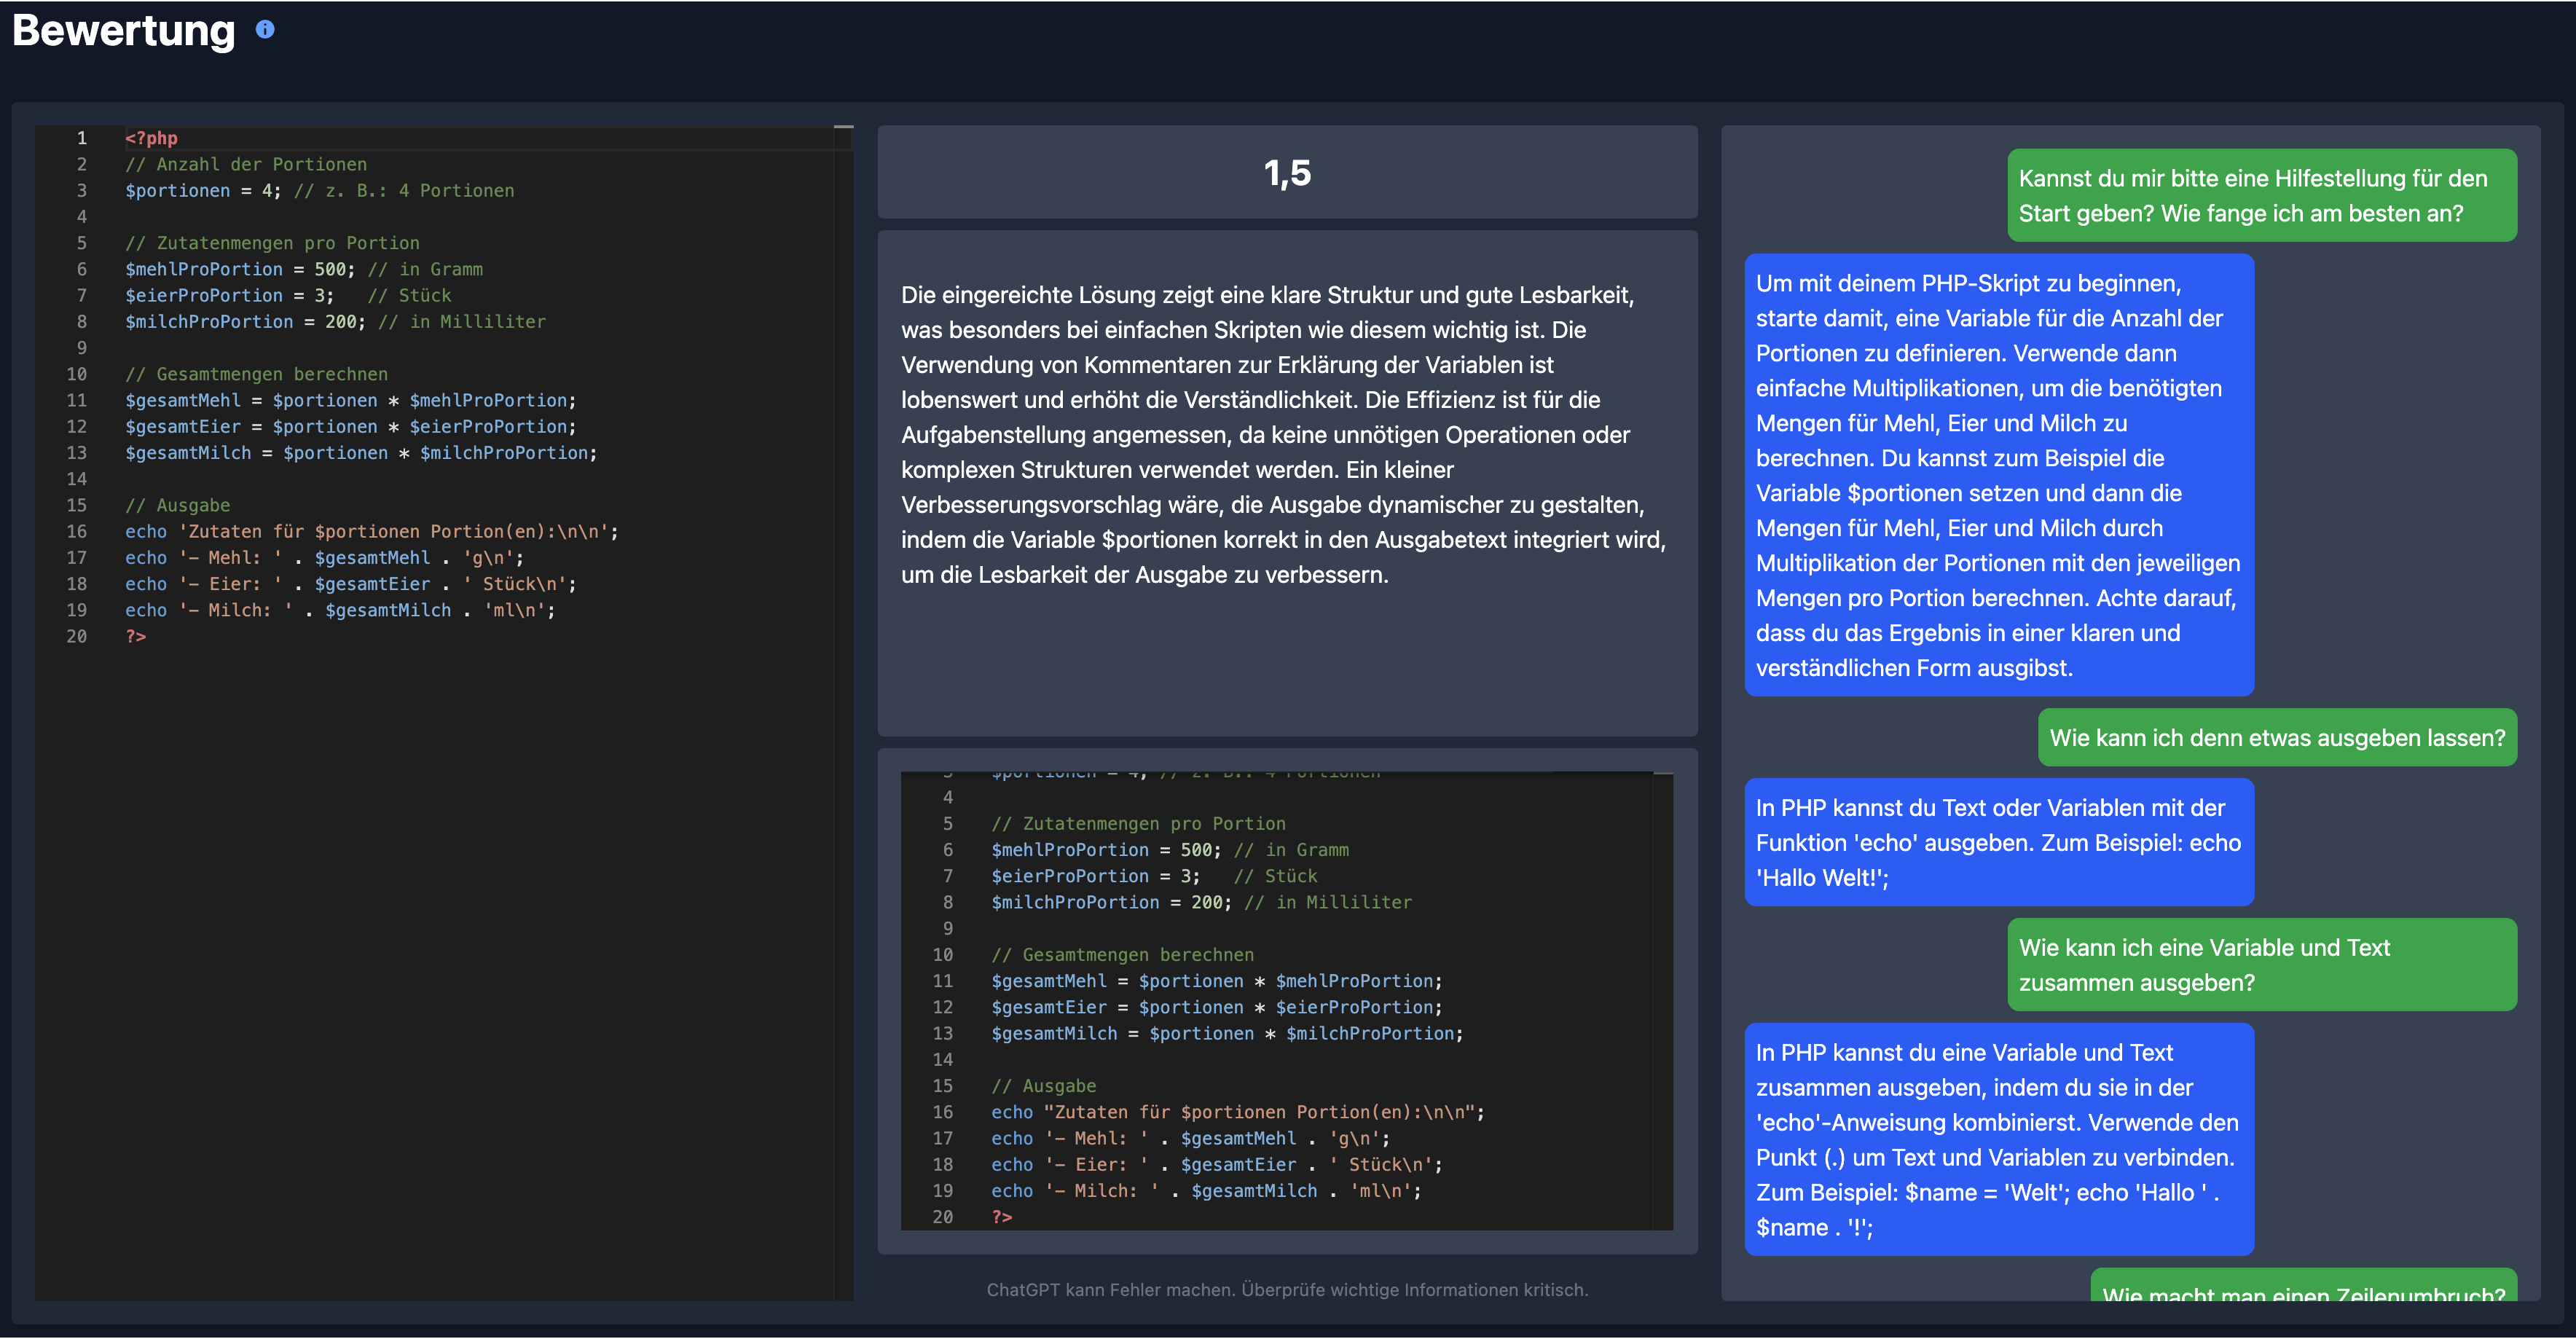 Bewertung
1 <?php
2 // Anzahl der Portionen
3 $portionen = 4; // z. B.: 4 Portionen
4
5 // Zutatenmengen pro Portion
6 $mehlProPortion = 500; // in Gramm
7 $eierProPortion = 3;   // Stück
8 $milchProPortion = 200; // in Milliliter
9
10 // Gesamtmengen berechnen
11 $gesamtMehl = $portionen * $mehlProPortion;
12 $gesamtEier = $portionen * $eierProPortion;
13 $gesamtMilch = $portionen * $milchProPortion;
14
15 // Ausgabe
16 echo 'Zutaten für $portionen Portion(en):\n\n';
17 echo '– Mehl: ' . $gesamtMehl . 'g\n';
18 echo '– Eier: ' . $gesamtEier . ' Stück\n';
19 echo '– Milch: ' . $gesamtMilch . 'ml\n';
20 ?>
1,5
Die eingereichte Lösung zeigt eine klare Struktur und gute Lesbarkeit,
was besonders bei einfachen Skripten wie diesem wichtig ist. Die
Verwendung von Kommentaren zur Erklärung der Variablen ist
lobenswert und erhöht die Verständlichkeit. Die Effizienz ist für die
Aufgabenstellung angemessen, da keine unnötigen Operationen oder
komplexen Strukturen verwendet werden. Ein kleiner
Verbesserungsvorschlag wäre, die Ausgabe dynamischer zu gestalten,
indem die Variable $portionen korrekt in den Ausgabetext integriert wird,
um die Lesbarkeit der Ausgabe zu verbessern.
3 $portionen = 4; // z. B.: 4 Portionen
4
5 // Zutatenmengen pro Portion
6 $mehlProPortion = 500; // in Gramm
7 $eierProPortion = 3;   // Stück
8 $milchProPortion = 200; // in Milliliter
9
10 // Gesamtmengen berechnen
11 $gesamtMehl = $portionen * $mehlProPortion;
12 $gesamtEier = $portionen * $eierProPortion;
13 $gesamtMilch = $portionen * $milchProPortion;
14
15 // Ausgabe
16 echo "Zutaten für $portionen Portion(en):\n\n";
17 echo '– Mehl: ' . $gesamtMehl . 'g\n';
18 echo '– Eier: ' . $gesamtEier . ' Stück\n';
19 echo '– Milch: ' . $gesamtMilch . 'ml\n';
20 ?>
ChatGPT kann Fehler machen. Überprüfe wichtige Informationen kritisch.
Kannst du mir bitte eine Hilfestellung für den
Start geben? Wie fange ich am besten an?
Um mit deinem PHP-Skript zu beginnen,
starte damit, eine Variable für die Anzahl der
Portionen zu definieren. Verwende dann
einfache Multiplikationen, um die benötigten
Mengen für Mehl, Eier und Milch zu
berechnen. Du kannst zum Beispiel die
Variable $portionen setzen und dann die
Mengen für Mehl, Eier und Milch durch
Multiplikation der Portionen mit den jeweiligen
Mengen pro Portion berechnen. Achte darauf,
dass du das Ergebnis in einer klaren und
verständlichen Form ausgibst.
Wie kann ich denn etwas ausgeben lassen?
In PHP kannst du Text oder Variablen mit der
Funktion 'echo' ausgeben. Zum Beispiel: echo
'Hallo Welt!';
Wie kann ich eine Variable und Text
zusammen ausgeben?
In PHP kannst du eine Variable und Text
zusammen ausgeben, indem du sie in der
'echo'-Anweisung kombinierst. Verwende den
Punkt (.) um Text und Variablen zu verbinden.
Zum Beispiel: $name = 'Welt'; echo 'Hallo ' .
$name . '!';
Wie macht man einen Zeilenumbruch?